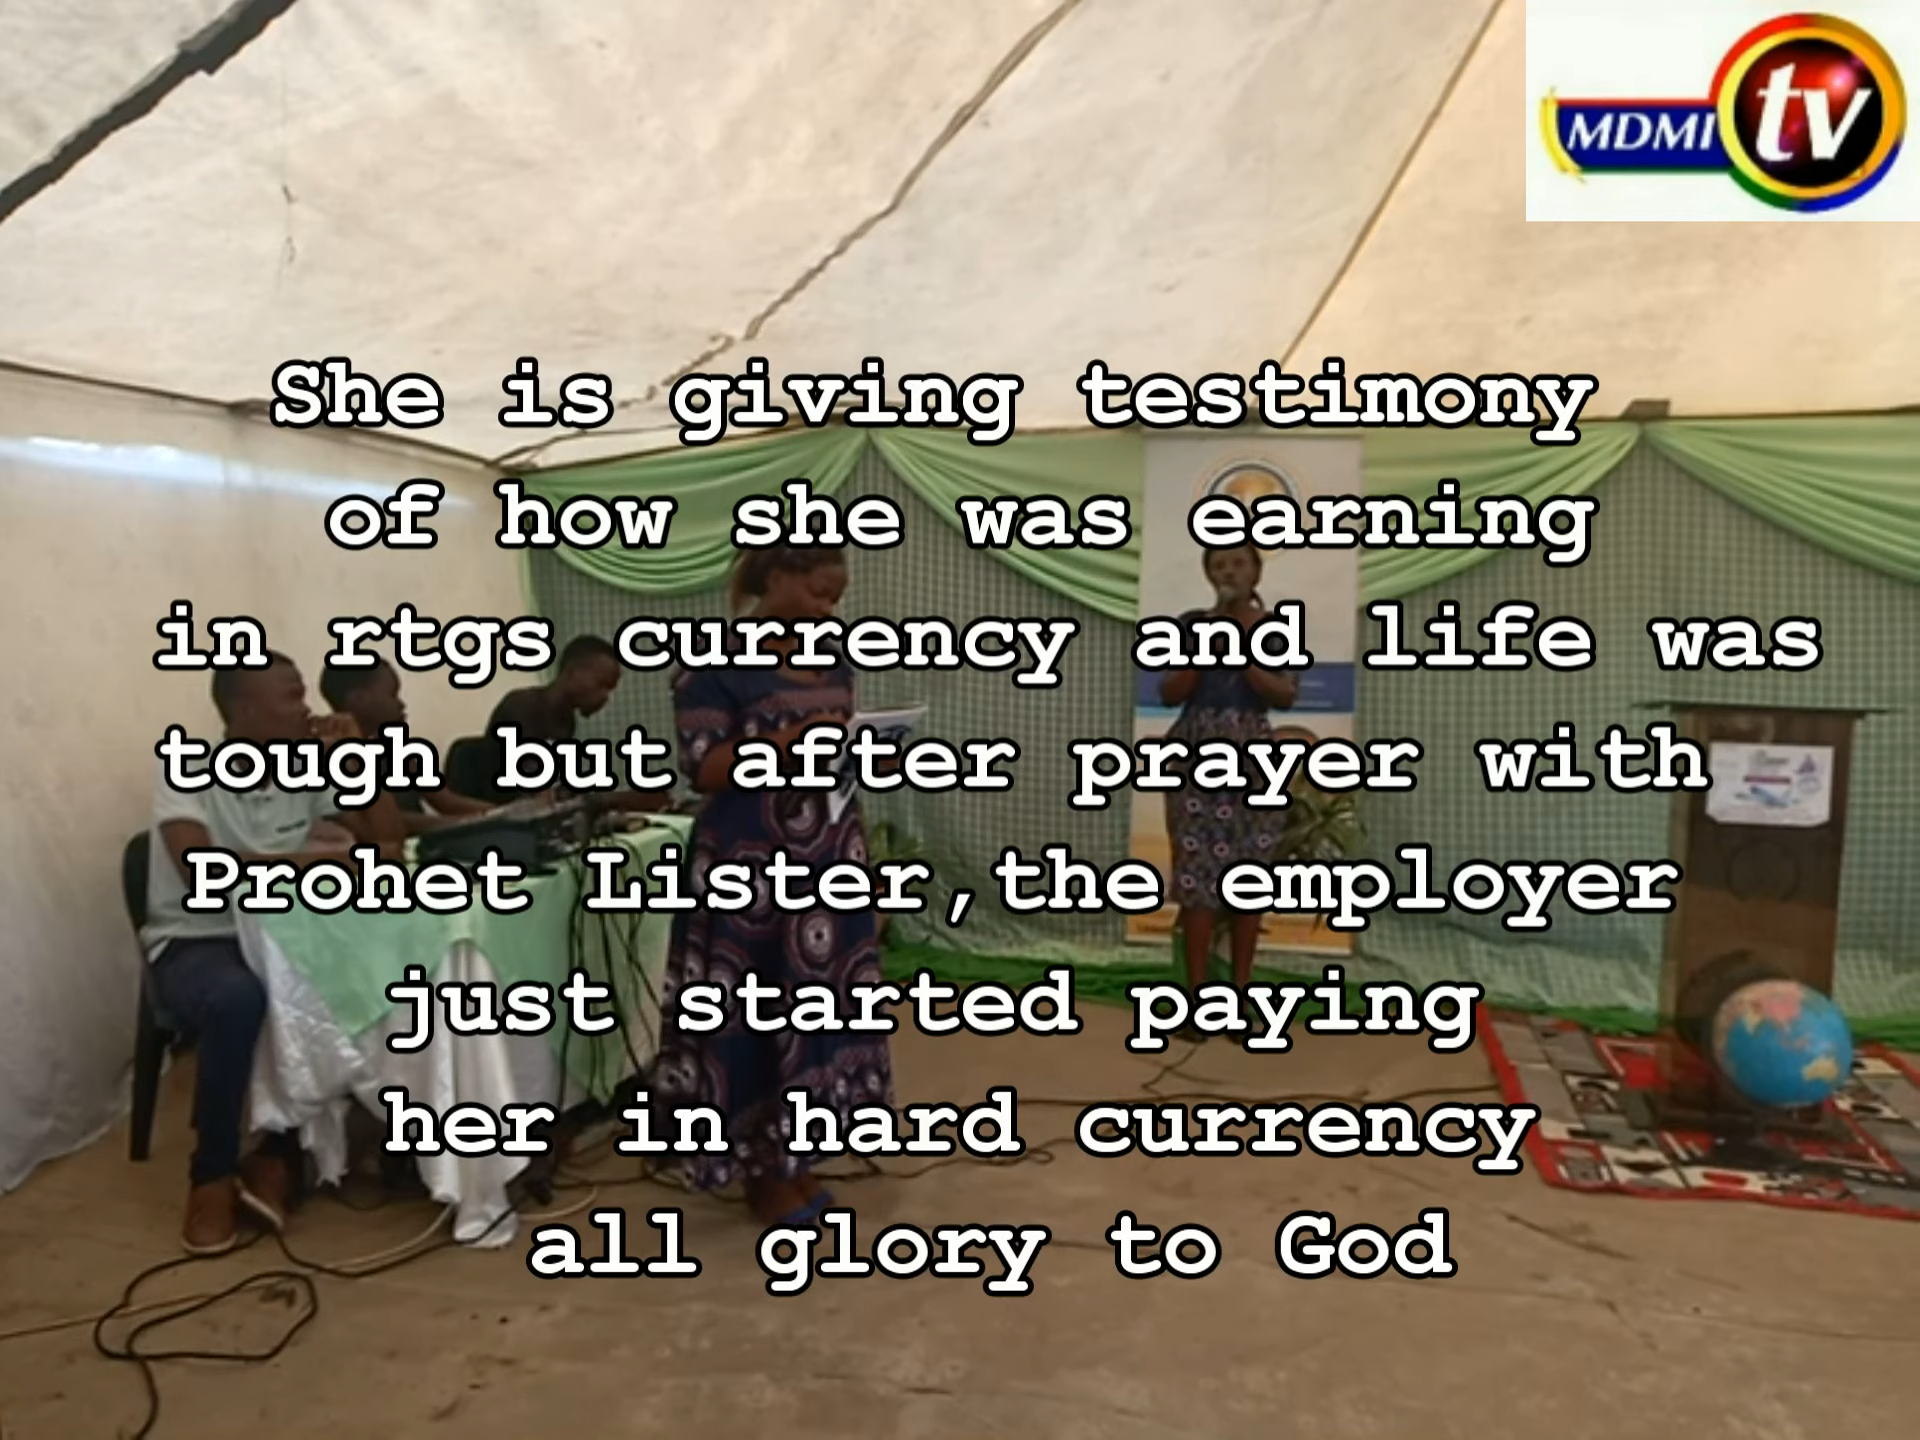 MDMI tv
She is giving testimony
of how she was earning
in rtgs currency and life was
tough but after prayer with
Prohet Lister,the employer
just started paying
her in hard currency
all glory to God